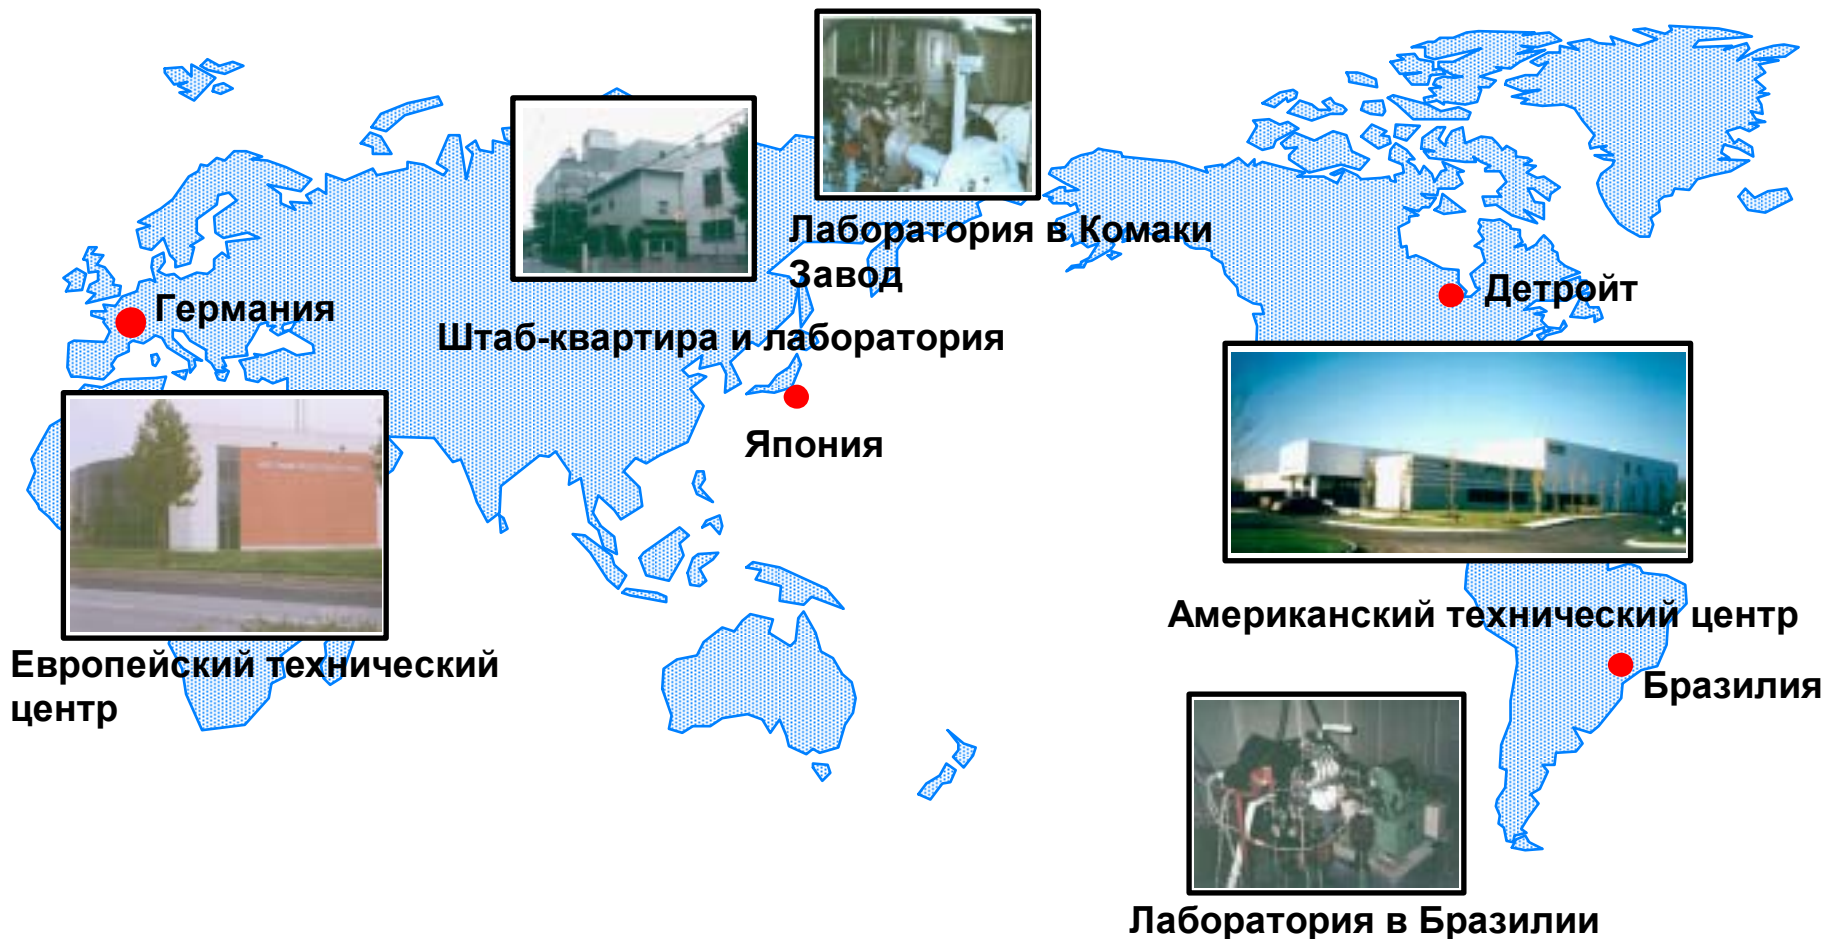 Лаборатория в Комаки
Завод
Германия
Детройт
Штаб-квартира и лаборатория
Япония
Американский технический центр
Европейский технический
центр
Бразилия
Лаборатория в Бразилии